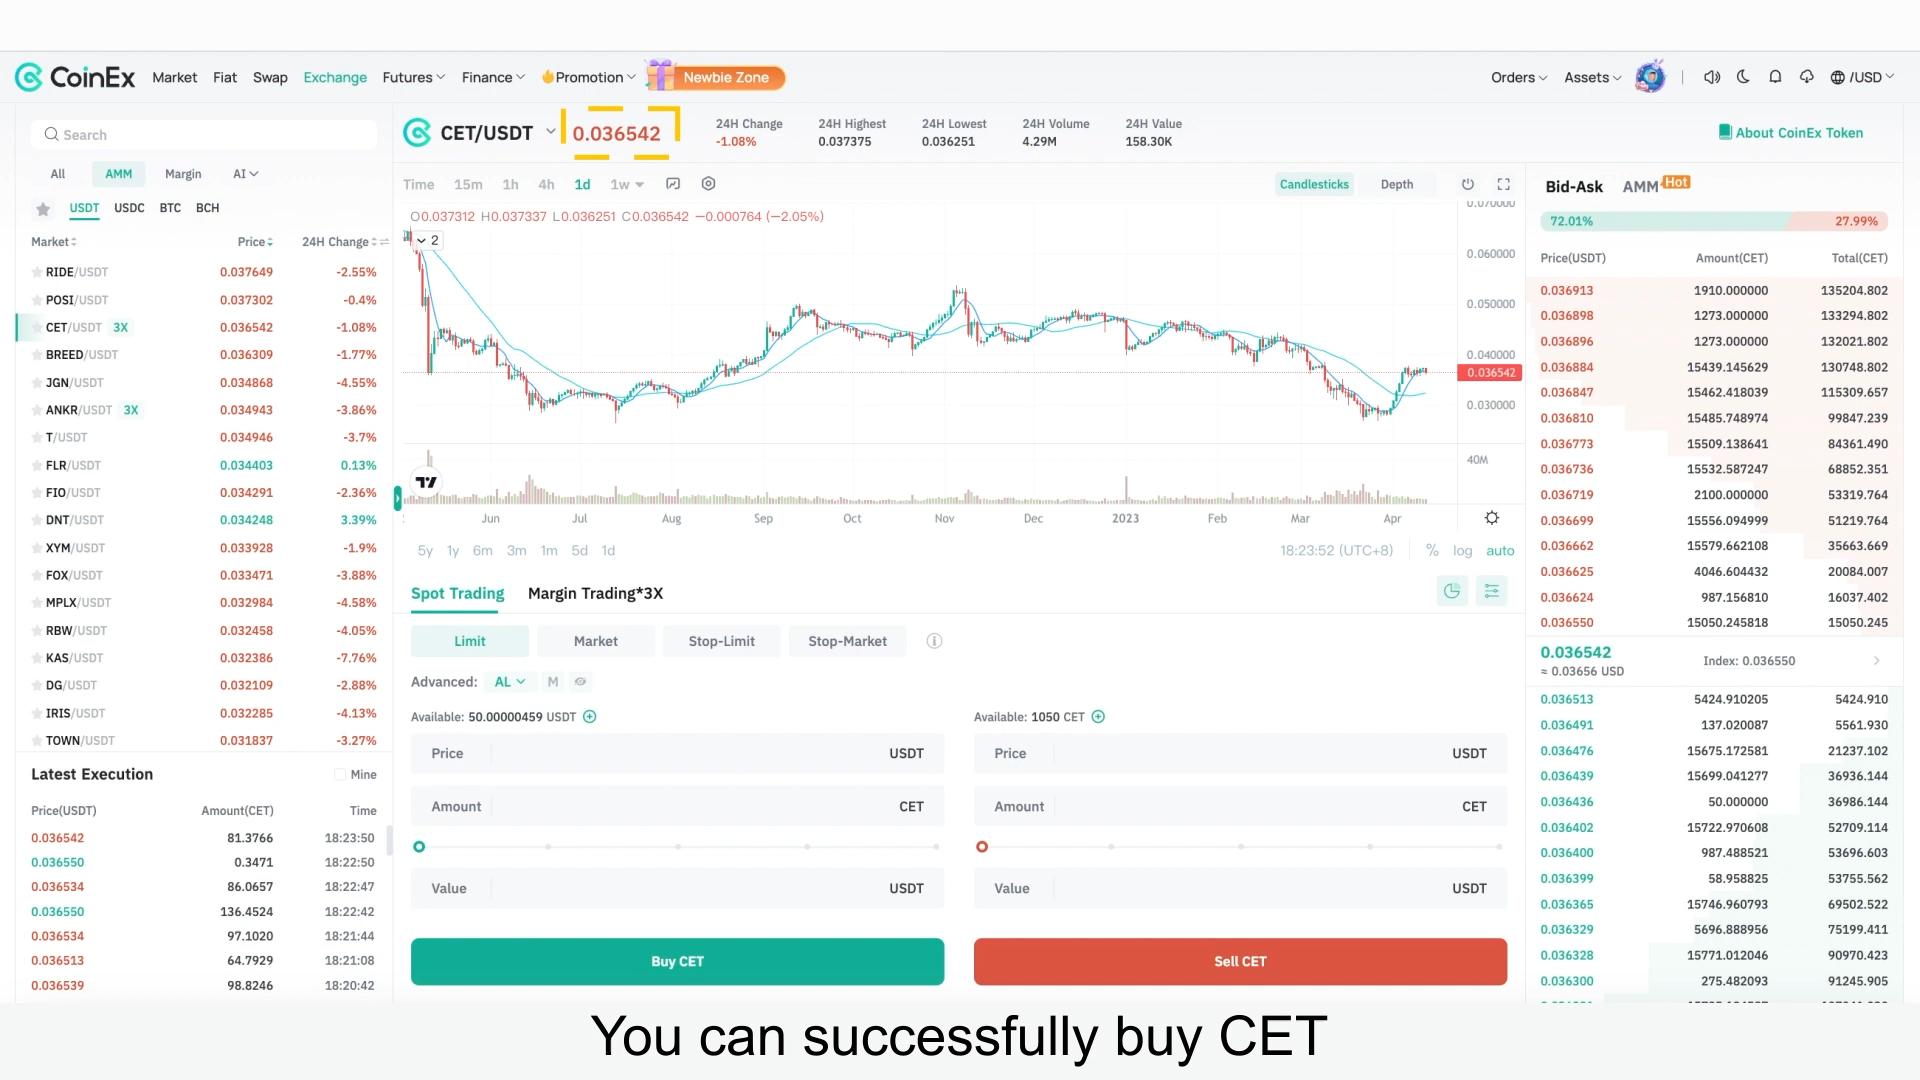 CoinEx Market Fiat Swap Exchange Futures Finance Promotion Newbie Zone Orders Assets /USD
Search
All AMM Margin AI
USDT USDC BTC BCH
Market Price 24H Change
RIDE/USDT 0.037649 -2.55%
POSI/USDT 0.037302 -0.4%
CET/USDT 3X 0.036542 -1.08%
BREED/USDT 0.036309 -1.77%
JGN/USDT 0.034868 -4.55%
ANKR/USDT 3X 0.034943 -3.86%
T/USDT 0.034946 -3.7%
FLR/USDT 0.034403 0.13%
FIO/USDT 0.034291 -2.36%
DNT/USDT 0.034248 3.39%
XYM/USDT 0.033928 -1.9%
FOX/USDT 0.033471 -3.88%
MPLX/USDT 0.032984 -4.58%
RBW/USDT 0.032458 -4.05%
KAS/USDT 0.032386 -7.76%
DG/USDT 0.032109 -2.88%
IRIS/USDT 0.032285 -4.13%
TOWN/USDT 0.031837 -3.27%
Latest Execution Mine
Price(USDT) Amount(CET) Time
0.036542 81.3766 18:23:50
0.036550 0.3471 18:22:50
0.036534 86.0657 18:22:47
0.036550 136.4524 18:22:42
0.036534 97.1020 18:21:44
0.036513 64.7929 18:21:08
0.036539 98.8246 18:20:42
CET/USDT 0.036542
24H Change 24H Highest 24H Lowest 24H Volume 24H Value
-1.08% 0.037375 0.036251 4.29M 158.30K
About CoinEx Token
Time 15m 1h 4h 1d 1w Candlesticks Depth
O0.037312 H0.037337 L0.036251 C0.036542 −0.000764 (−2.05%)
2
0.070000
0.060000
0.050000
0.040000
0.036542
0.030000
40M
Jun Jul Aug Sep Oct Nov Dec 2023 Feb Mar Apr
5y 1y 6m 3m 1m 5d 1d 18:23:52 (UTC+8) % log auto
Spot Trading Margin Trading*3X
Limit Market Stop-Limit Stop-Market
Advanced: AL M
Available: 50.00000459 USDT
Price USDT
Amount CET
Value USDT
Buy CET
Available: 1050 CET
Price USDT
Amount CET
Value USDT
Sell CET
Bid-Ask AMM Hot
72.01% 27.99%
Price(USDT) Amount(CET) Total(CET)
0.036913 1910.000000 135204.802
0.036898 1273.000000 133294.802
0.036896 1273.000000 132021.802
0.036884 15439.145629 130748.802
0.036847 15462.418039 115309.657
0.036810 15485.748974 99847.239
0.036773 15509.138641 84361.490
0.036736 15532.587247 68852.351
0.036719 2100.000000 53319.764
0.036699 15556.094999 51219.764
0.036662 15579.662108 35663.669
0.036625 4046.604432 20084.007
0.036624 987.156810 16037.402
0.036550 15050.245818 15050.245
0.036542
≈ 0.03656 USD Index: 0.036550
0.036513 5424.910205 5424.910
0.036491 137.020087 5561.930
0.036476 15675.172581 21237.102
0.036439 15699.041277 36936.144
0.036436 50.000000 36986.144
0.036402 15722.970608 52709.114
0.036400 987.488521 53696.603
0.036399 58.958825 53755.562
0.036365 15746.960793 69502.522
0.036329 5696.888956 75199.411
0.036328 15771.012046 90970.423
0.036300 275.482093 91245.905
You can successfully buy CET